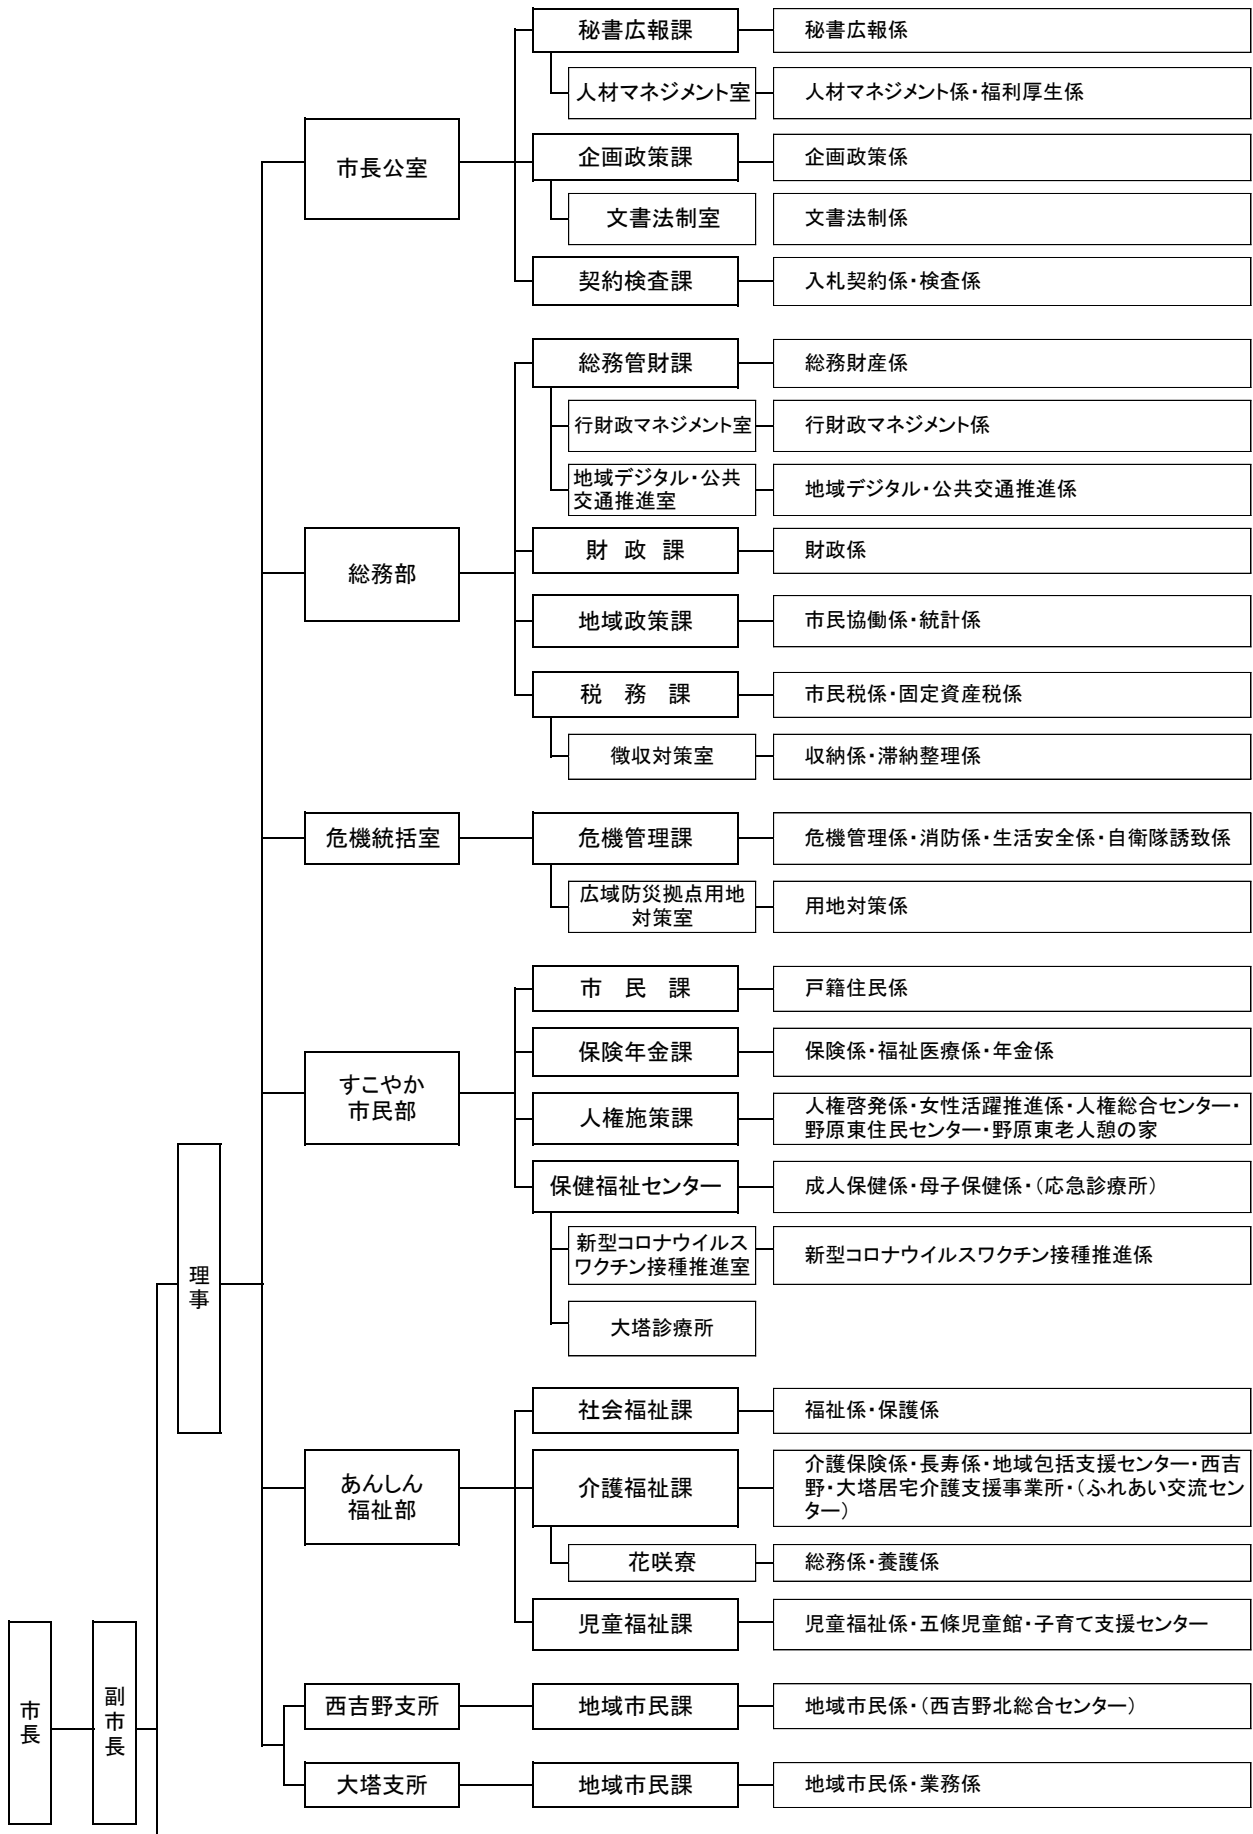 秘書広報課
秘書広報係
人材マネジメント室
人材マネジメント係・福利厚生係
市長公室
企画政策課
企画政策係
文書法制室
文書法制係
契約検査課
入札契約係・検査係
総務管財課
総務財産係
行財政マネジメント室
行財政マネジメント係
地域デジタル・公共
交通推進室
地域デジタル・公共交通推進係
総務部
財　政　課
財政係
地域政策課
市民協働係・統計係
税　務　課
市民税係・固定資産税係
徴収対策室
収納係・滞納整理係
危機統括室
危機管理課
危機管理係・消防係・生活安全係・自衛隊誘致係
広域防災拠点用地
対策室
用地対策係
市　民　課
戸籍住民係
すこやか
市民部
保険年金課
保険係・福祉医療係・年金係
人権施策課
人権啓発係・女性活躍推進係・人権総合センター・
野原東住民センター・野原東老人憩の家
保健福祉センター
成人保健係・母子保健係・（応急診療所）
新型コロナウイルス
ワクチン接種推進室
新型コロナウイルスワクチン接種推進係
大塔診療所
理事
社会福祉課
福祉係・保護係
あんしん
福祉部
介護福祉課
介護保険係・長寿係・地域包括支援センター・西吉
野・大塔居宅介護支援事業所・（ふれあい交流セン
ター）
花咲寮
総務係・養護係
児童福祉課
児童福祉係・五條児童館・子育て支援センター
市長
副市長
西吉野支所
地域市民課
地域市民係・（西吉野北総合センター）
大塔支所
地域市民課
地域市民係・業務係